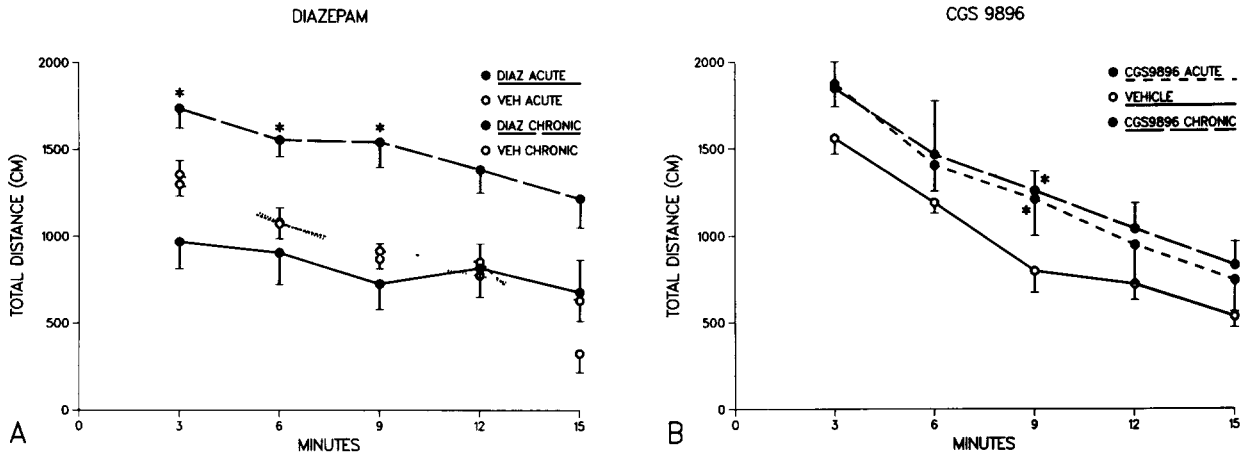 DIAZEPAM
2000
1500
1000
500
0
TOTAL DISTANCE (CM)
* * *
DIAZ ACUTE
VEH ACUTE
DIAZ CHRONIC
VEH CHRONIC
0 3 6 9 12 15
MINUTES
A
CGS 9896
2000
1500
1000
500
0
TOTAL DISTANCE (CM)
*
*
CGS9896 ACUTE
VEHICLE
CGS9896 CHRONIC
0 3 6 9 12 15
MINUTES
B